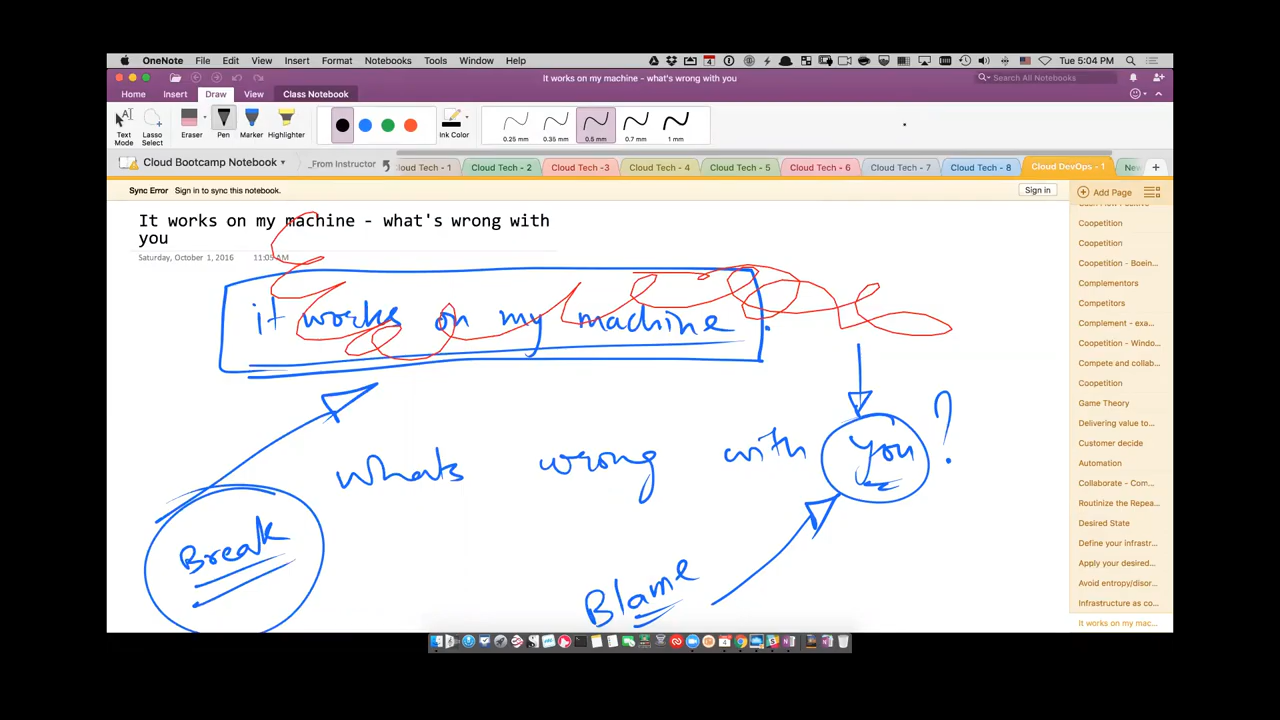 OneNote File Edit View Insert Format Notebooks Tools Window Help 4 Tue 5:04 PM
It works on my machine - what's wrong with you
Search All Notebooks
Home Insert Draw View Class Notebook
Text Mode
Lasso Select
Eraser
Pen
Marker
Highlighter
Ink Color
0.25 mm 0.35 mm 0.5 mm 0.7 mm 1 mm
Cloud Bootcamp Notebook
_From Instructor Cloud Tech - 1 Cloud Tech - 2 Cloud Tech -3 Cloud Tech - 4 Cloud Tech - 5 Cloud Tech - 6 Cloud Tech - 7 Cloud Tech - 8 Cloud DevOps - 1 New
Sync Error Sign in to sync this notebook.
Sign in
Add Page
It works on my machine - what's wrong with
you
Saturday, October 1, 2016 11:05 AM
it works on my machine.
whats wrong with you?
Break
Blame
Coopetition
Coopetition
Coopetition - Boein...
Complementors
Competitors
Complement - exa...
Coopetition - Windo...
Compete and collab...
Coopetition
Game Theory
Delivering value to...
Customer decide
Automation
Collaborate - Com...
Routinize the Repea...
Desired State
Define your infrastr...
Apply your desired...
Avoid entropy/disor...
Infrastructure as co...
It works on my mac...